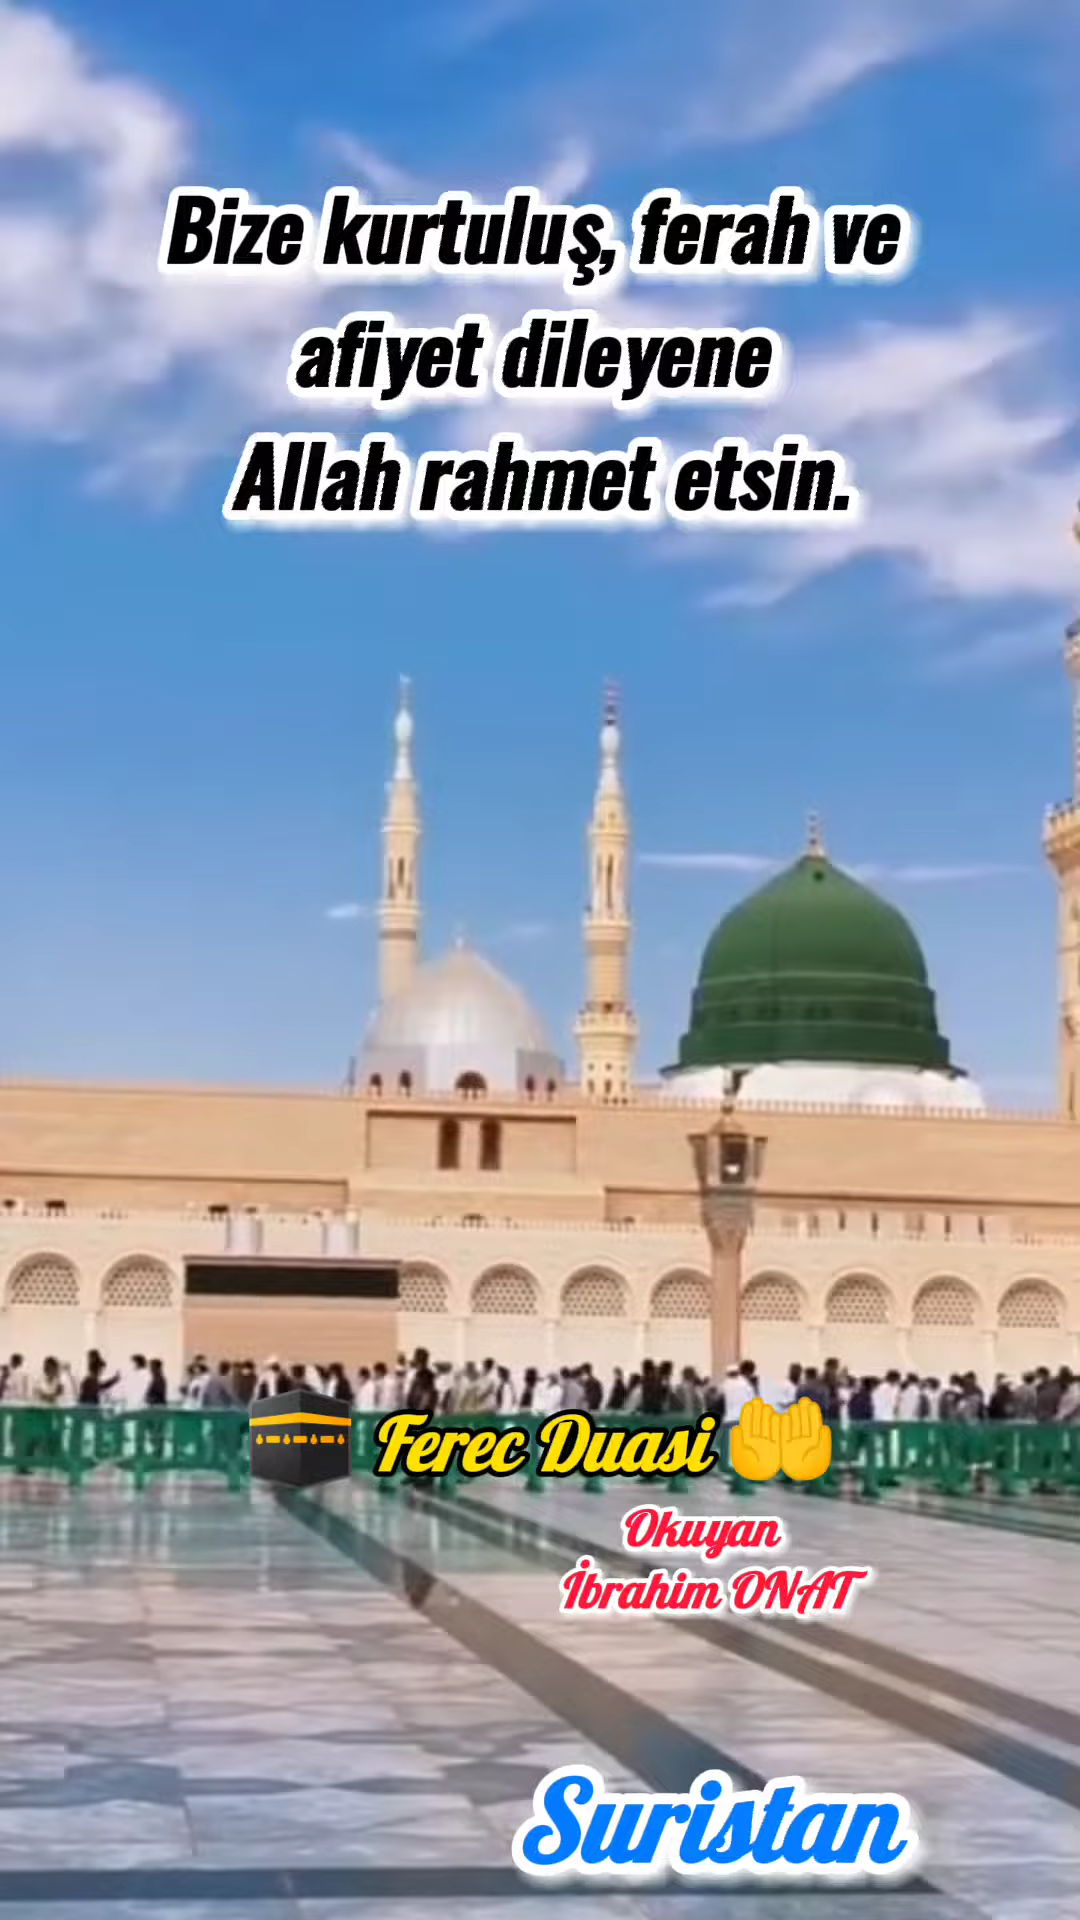 Bize kurtuluş, ferah ve
afiyet dileyene
Allah rahmet etsin.
Ferec Duasi
Okuyan
İbrahim ONAT
Suristan